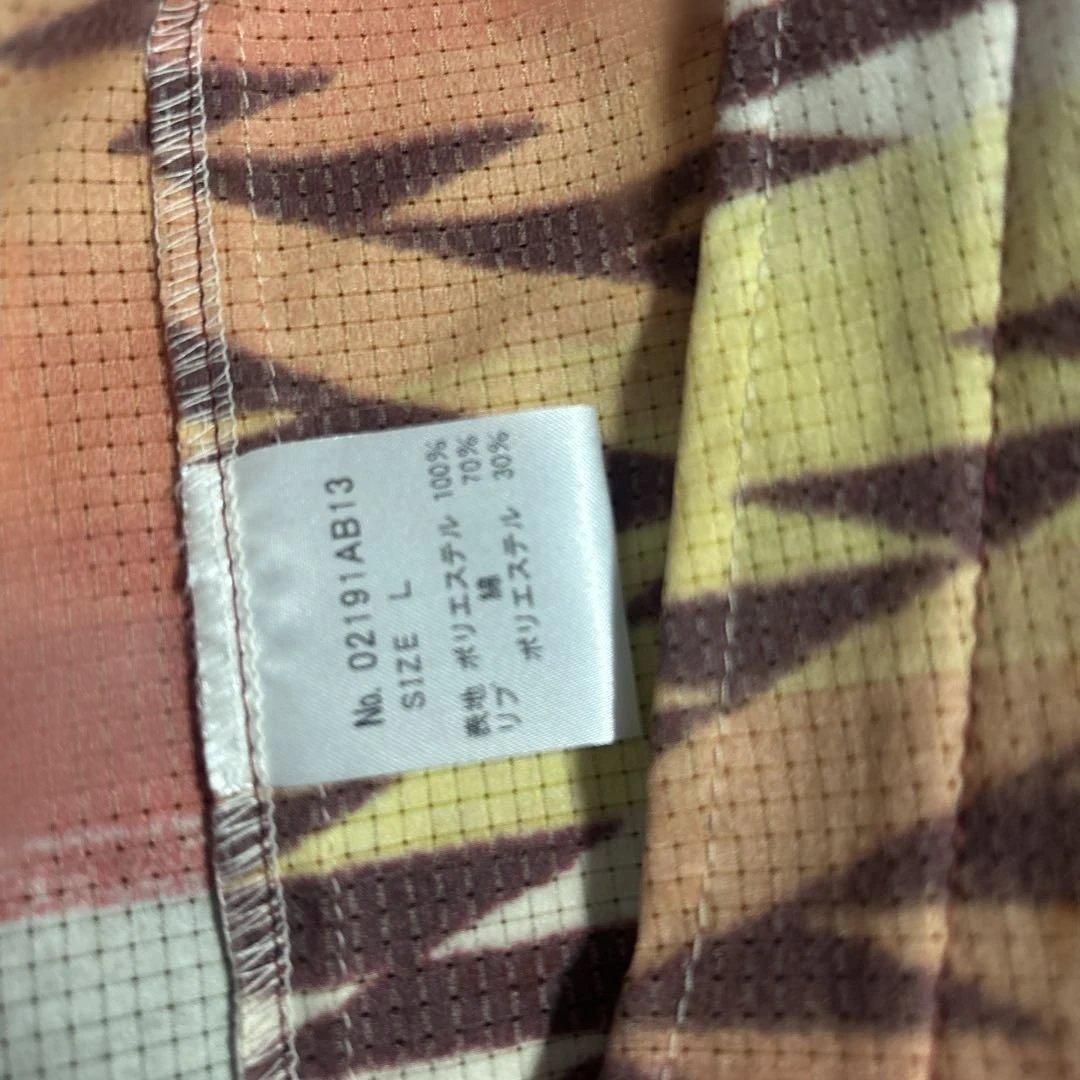 No. 02191AB13
SIZE L
表地 ポリエステル 100%
リブ 綿 70%
ポリエステル 30%